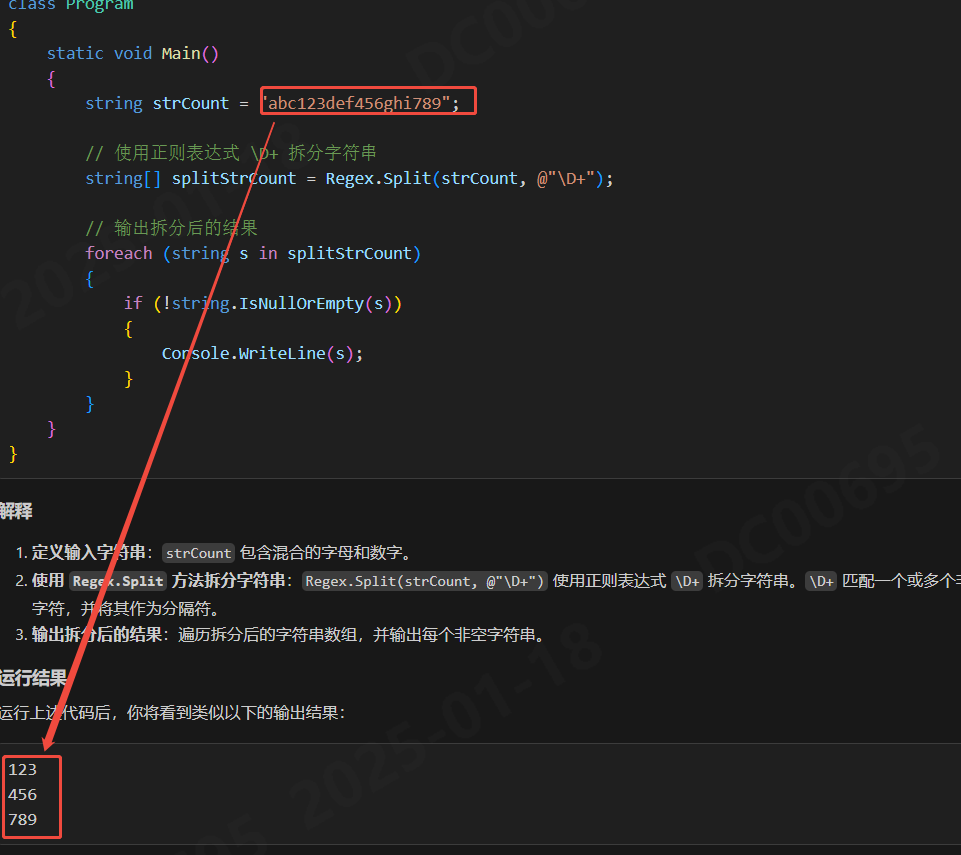 class Program
{
static void Main()
{
string strCount = "abc123def456ghi789";
// 使用正则表达式 \D+ 拆分字符串
string[] splitStrCount = Regex.Split(strCount, @"\D+");
// 输出拆分后的结果
foreach (string s in splitStrCount)
{
if (!string.IsNullOrEmpty(s))
{
Console.WriteLine(s);
}
}
}
}
解释
1. 定义输入字符串： strCount 包含混合的字母和数字。
2. 使用 Regex.Split 方法拆分字符串： Regex.Split(strCount, @"\D+") 使用正则表达式 \D+ 拆分字符串。 \D+ 匹配一个或多个
字符，并将其作为分隔符。
3. 输出拆分后的结果：遍历拆分后的字符串数组，并输出每个非空字符串。
运行结果
运行上述代码后，你将看到类似以下的输出结果：
123
456
789
DC00695
2025-01-18